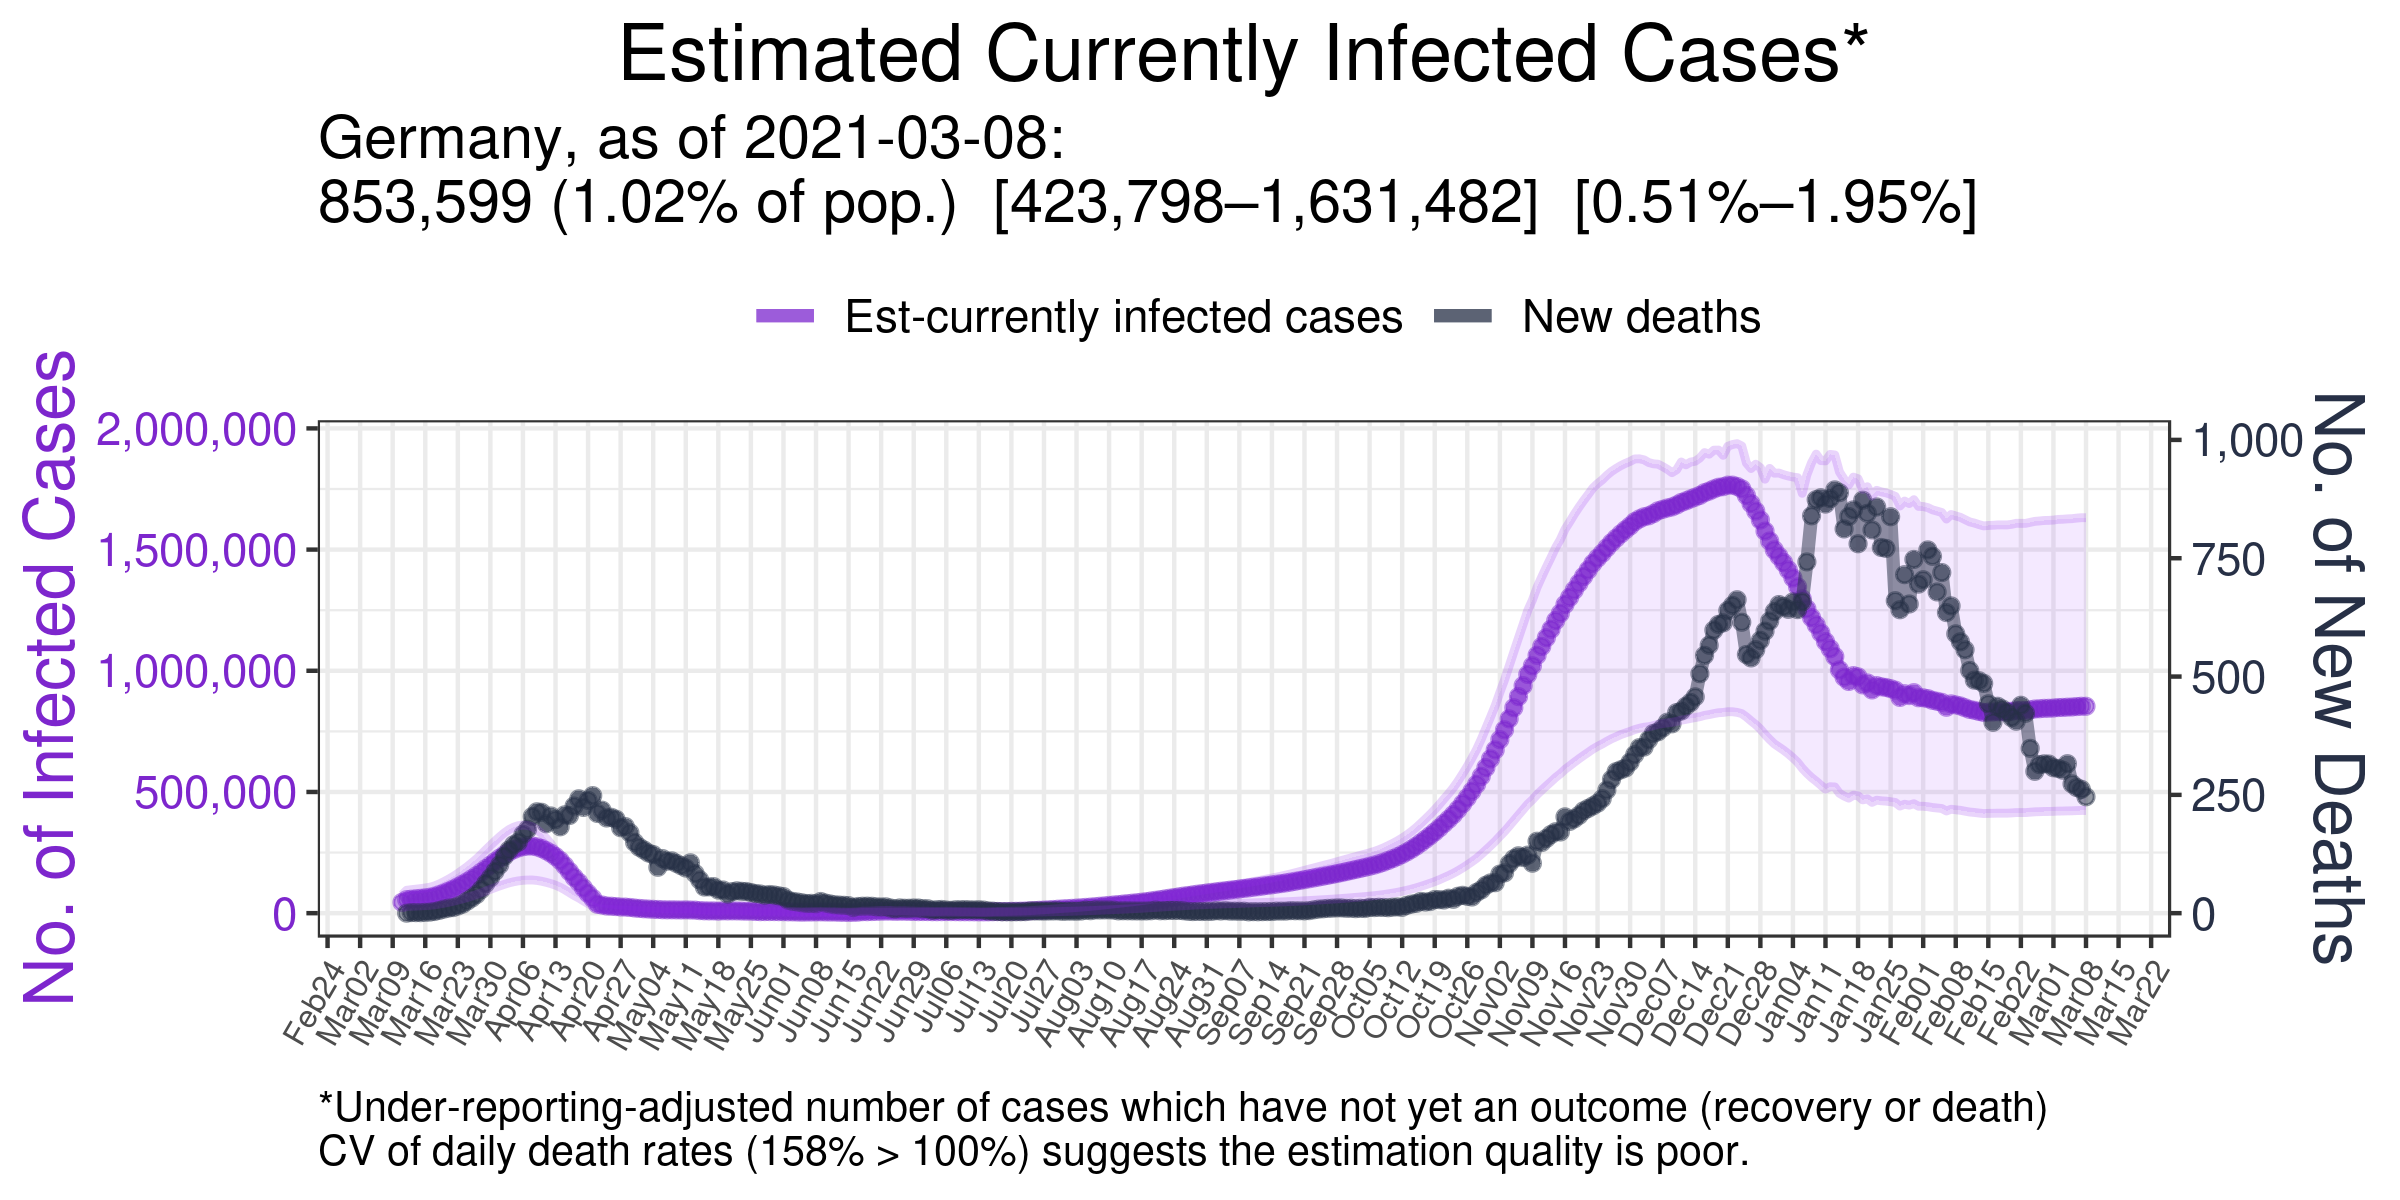 Estimated Currently Infected Cases*
Germany, as of 2021-03-08:
853,599 (1.02% of pop.) [423,798–1,631,482] [0.51%–1.95%]
Est-currently infected cases
New deaths
No. of Infected Cases
2,000,000
1,500,000
1,000,000
500,000
0
1,000
750
500
250
0
No. of New Deaths
Feb24
Mar02
Mar09
Mar16
Mar23
Mar30
Apr06
Apr13
Apr20
Apr27
May04
May11
May18
May25
Jun01
Jun08
Jun15
Jun22
Jun29
Jul06
Jul13
Jul20
Jul27
Aug03
Aug10
Aug17
Aug24
Aug31
Sep07
Sep14
Sep21
Sep28
Oct05
Oct12
Oct19
Oct26
Nov02
Nov09
Nov16
Nov23
Nov30
Dec07
Dec14
Dec21
Dec28
Jan04
Jan11
Jan18
Jan25
Feb01
Feb08
Feb15
Feb22
Mar01
Mar08
Mar15
Mar22
*Under-reporting-adjusted number of cases which have not yet an outcome (recovery or death)
CV of daily death rates (158% > 100%) suggests the estimation quality is poor.